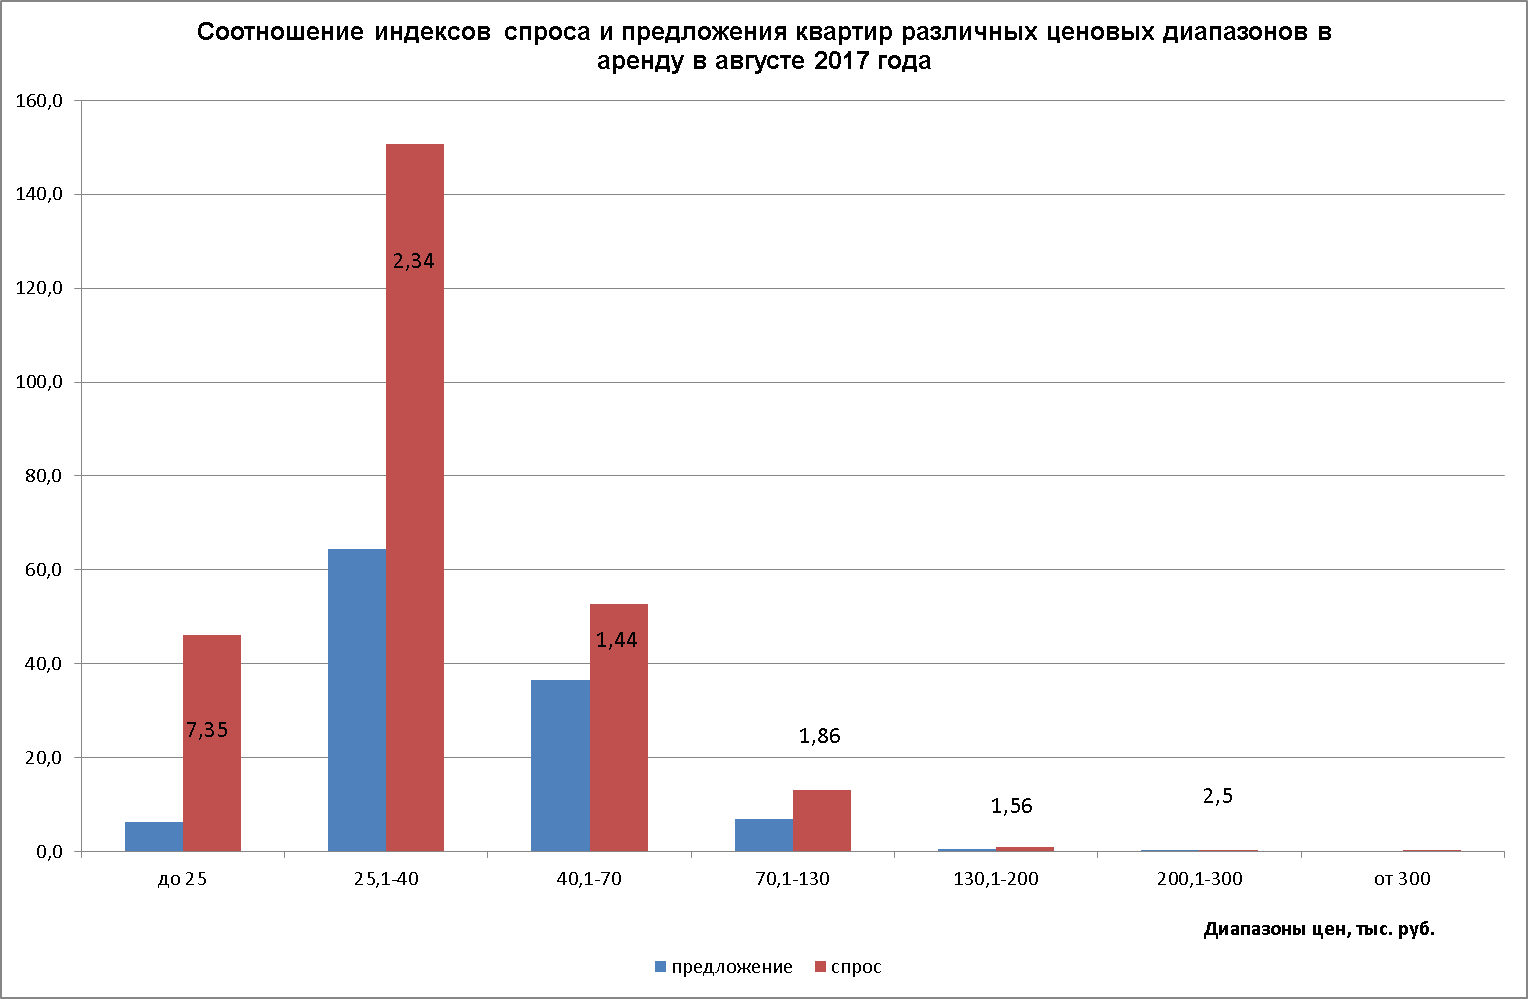 Соотношение индексов спроса и предложения квартир различных ценовых диапазонов в
аренду в августе 2017 года
160,0
140,0
120,0
100,0
80,0
60,0
40,0
20,0
0,0
7,35
2,34
1,44
1,86
1,56
2,5
до 25
25,1-40
40,1-70
70,1-130
130,1-200
200,1-300
от 300
Диапазоны цен, тыс. руб.
предложение
спрос